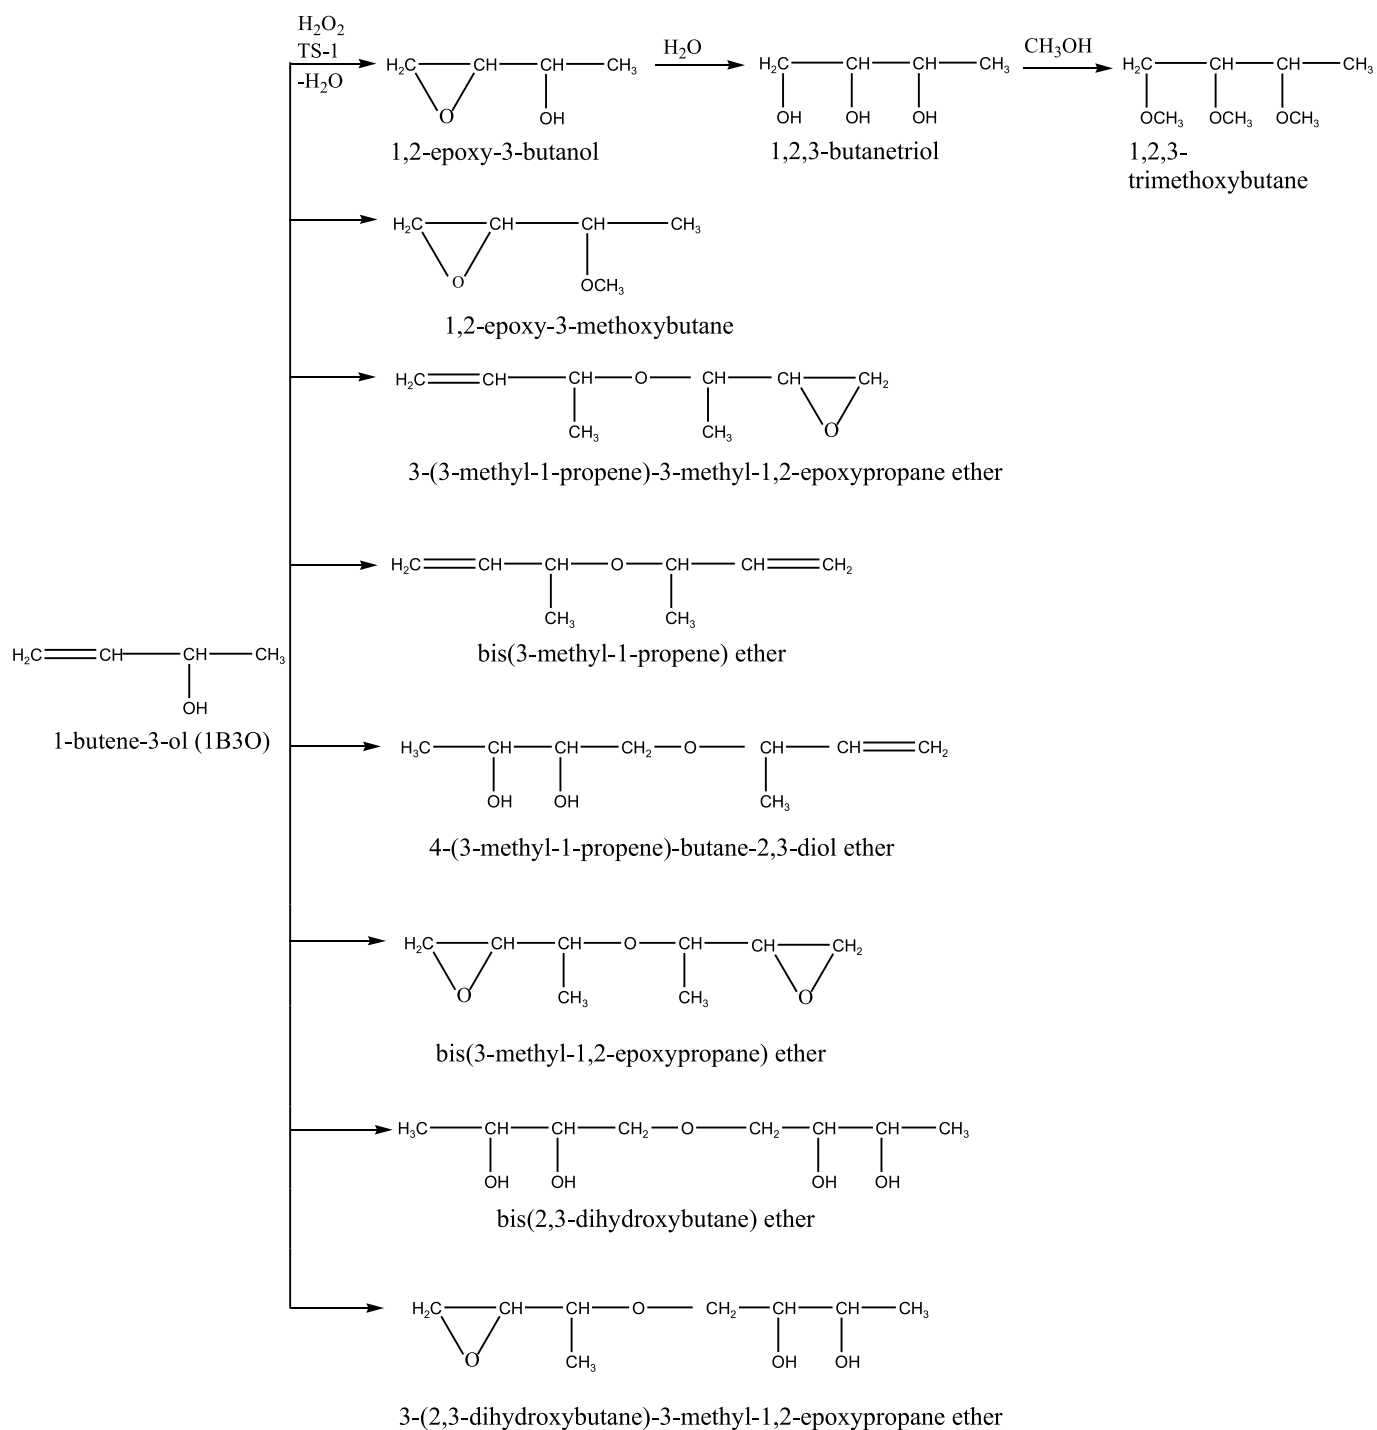 H₂O₂
TS-1
-H₂O
H₂C CH CH CH₃
O OH
1,2-epoxy-3-butanol
H₂O
H₂C CH CH CH₃
OH OH OH
1,2,3-butanetriol
CH₃OH
H₂C CH CH CH₃
OCH₃ OCH₃ OCH₃
1,2,3-
trimethoxybutane
H₂C CH CH CH₃
O OCH₃
1,2-epoxy-3-methoxybutane
H₂C CH CH O CH CH CH₂
CH₃ CH₃ O
3-(3-methyl-1-propene)-3-methyl-1,2-epoxypropane ether
H₂C CH CH O CH CH CH₂
CH₃ CH₃
bis(3-methyl-1-propene) ether
H₂C CH CH CH₃
OH
1-butene-3-ol (1B3O)
H₃C CH CH CH₂ O CH CH CH₂
OH OH CH₃
4-(3-methyl-1-propene)-butane-2,3-diol ether
H₂C CH CH O CH CH CH₂
O CH₃ CH₃ O
bis(3-methyl-1,2-epoxypropane) ether
H₃C CH CH CH₂ O CH₂ CH CH CH₃
OH OH OH OH
bis(2,3-dihydroxybutane) ether
H₂C CH CH O CH₂ CH CH CH₃
O CH₃ OH OH
3-(2,3-dihydroxybutane)-3-methyl-1,2-epoxypropane ether